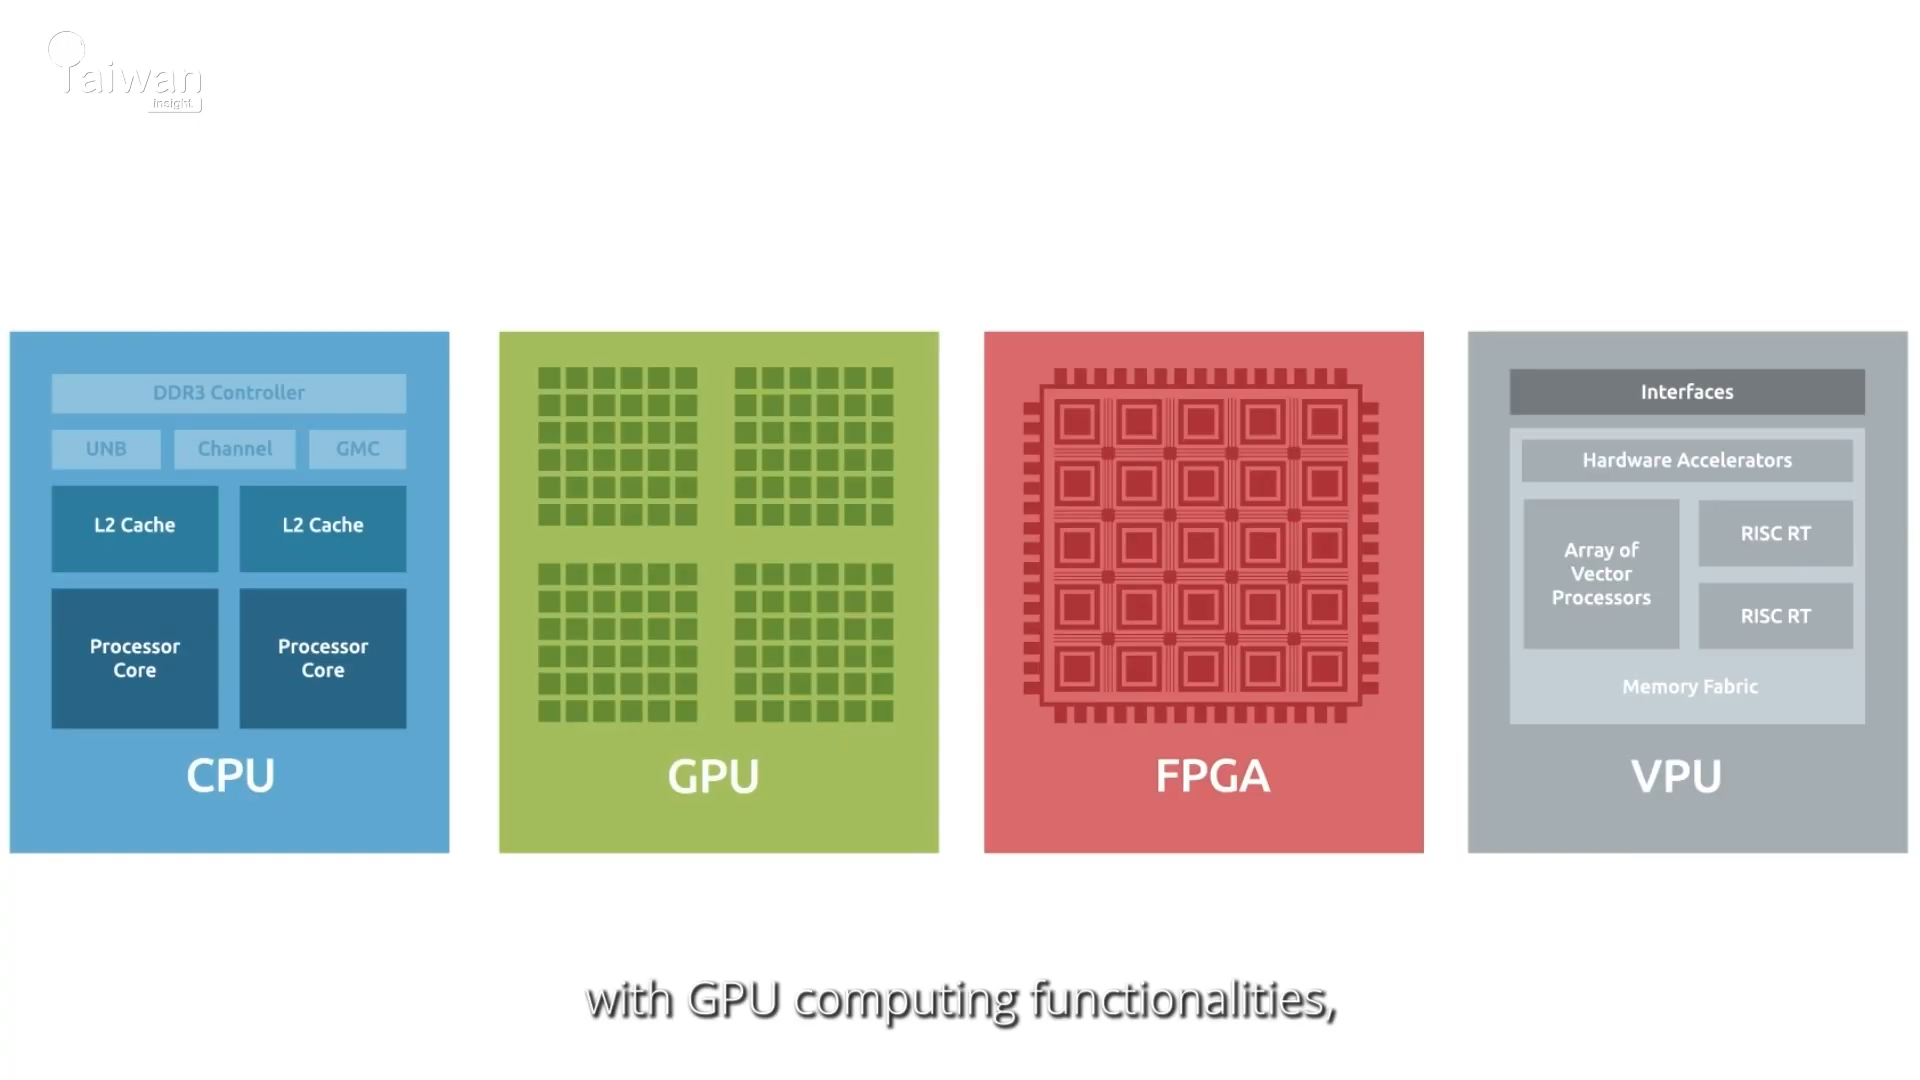 Taiwan
insight
DDR3 Controller
UNB
Channel
GMC
L2 Cache
L2 Cache
Processor
Core
Processor
Core
CPU
GPU
FPGA
Interfaces
Hardware Accelerators
Array of
Vector
Processors
RISC RT
RISC RT
Memory Fabric
VPU
with GPU computing functionalities,